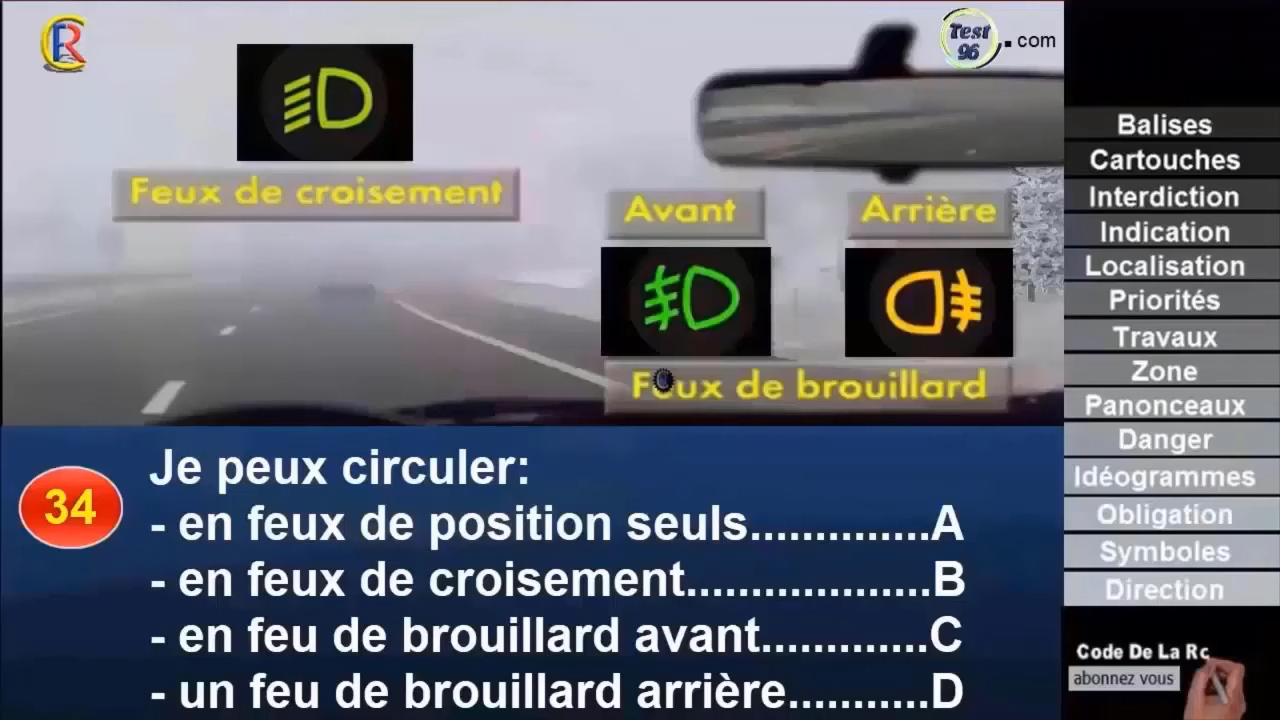 CR
Test
96 .com
Feux de croisement
Avant
Arrière
Feux de brouillard
34
Je peux circuler:
- en feux de position seuls..............A
- en feux de croisement...................B
- en feu de brouillard avant.............C
- un feu de brouillard arrière...........D
Balises
Cartouches
Interdiction
Indication
Localisation
Priorités
Travaux
Zone
Panonceaux
Danger
Idéogrammes
Obligation
Symboles
Direction
Code De La Rc
abonnez vous